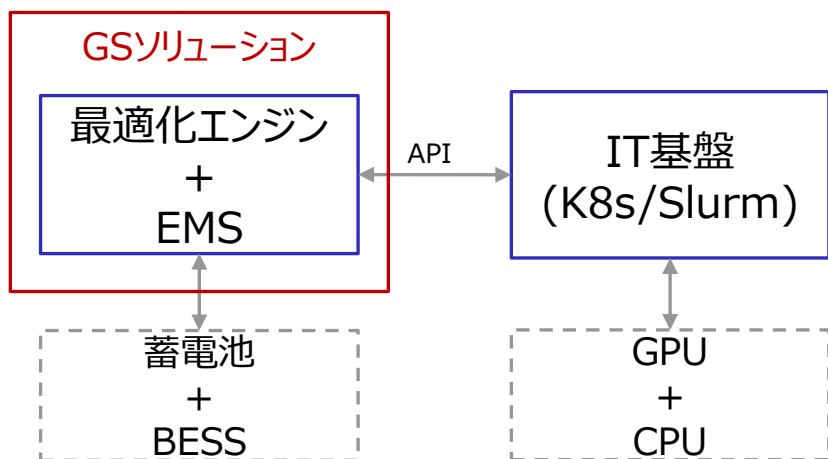 GSソリューション
最適化エンジン
+
EMS
API
IT基盤
(K8s/Slurm)
蓄電池
+
BESS
GPU
+
CPU